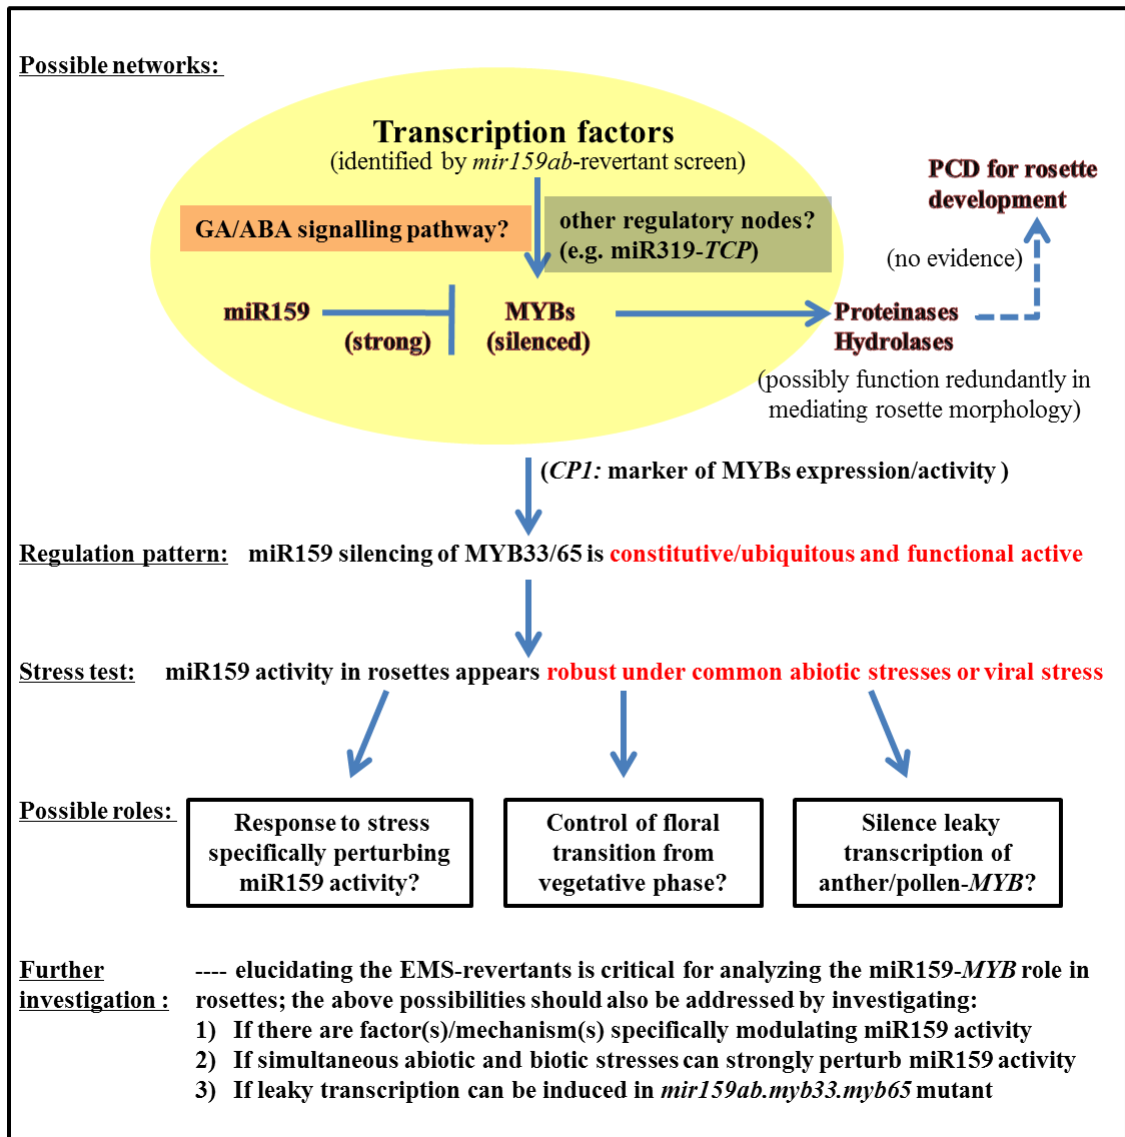 Possible networks:
Transcription factors
(identified by mir159ab-revertant screen)
PCD for rosette
development
GA/ABA signalling pathway?
other regulatory nodes?
(e.g. miR319-TCP)
(no evidence)
miR159
(strong)
MYBs
(silenced)
Proteinases
Hydrolases
(possibly function redundantly in
mediating rosette morphology)
(CP1: marker of MYBs expression/activity )
Regulation pattern: miR159 silencing of MYB33/65 is constitutive/ubiquitous and functional active
Stress test: miR159 activity in rosettes appears robust under common abiotic stresses or viral stress
Possible roles:
Response to stress
specifically perturbing
miR159 activity?
Control of floral
transition from
vegetative phase?
Silence leaky
transcription of
anther/pollen-MYB?
Further
investigation :
---- elucidating the EMS-revertants is critical for analyzing the miR159-MYB role in
rosettes; the above possibilities should also be addressed by investigating:
1) If there are factor(s)/mechanism(s) specifically modulating miR159 activity
2) If simultaneous abiotic and biotic stresses can strongly perturb miR159 activity
3) If leaky transcription can be induced in mir159ab.myb33.myb65 mutant